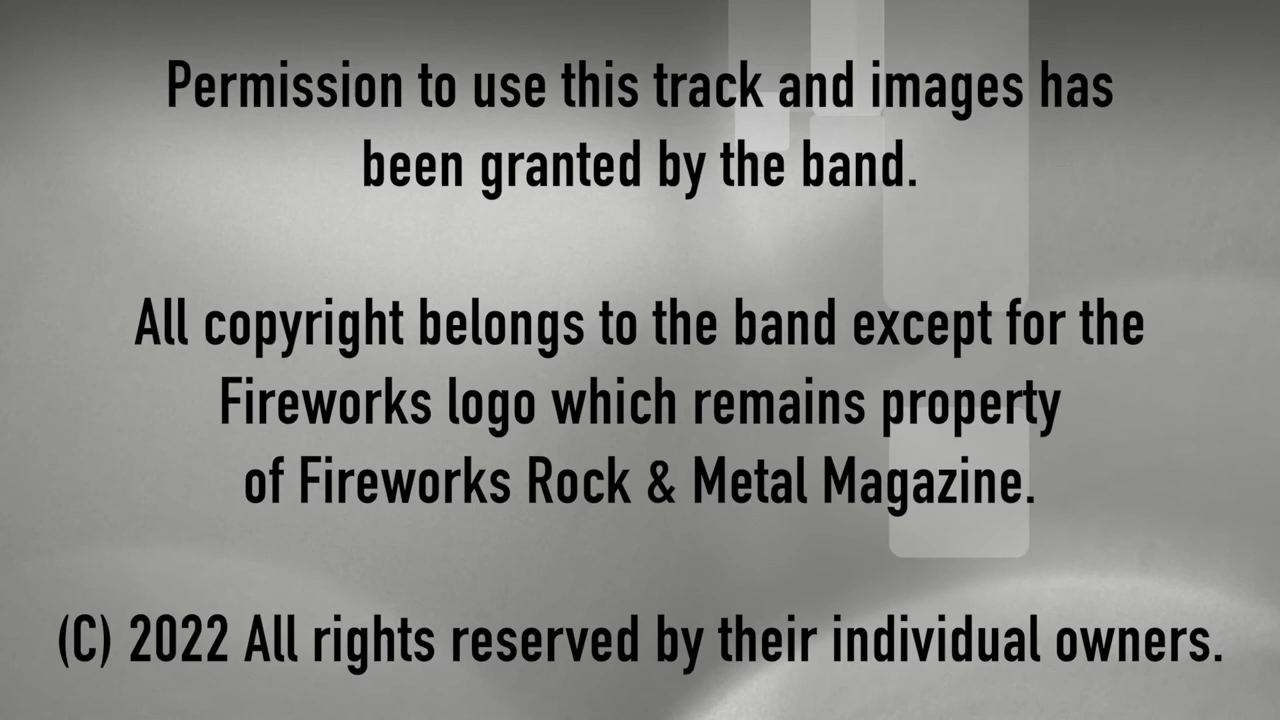 Permission to use this track and images has
been granted by the band.
All copyright belongs to the band except for the
Fireworks logo which remains property
of Fireworks Rock & Metal Magazine.
(C) 2022 All rights reserved by their individual owners.